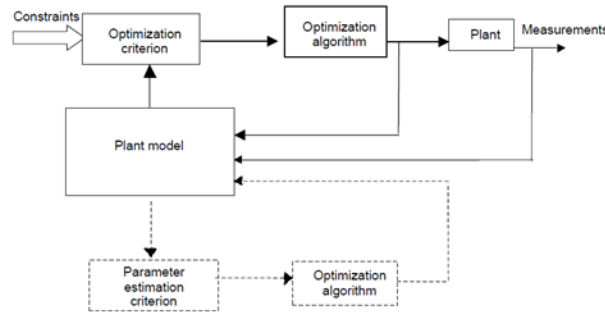 Constraints
Optimization
criterion
Optimization
algorithm
Plant
Measurements
Plant model
Parameter
estimation
criterion
Optimization
algorithm